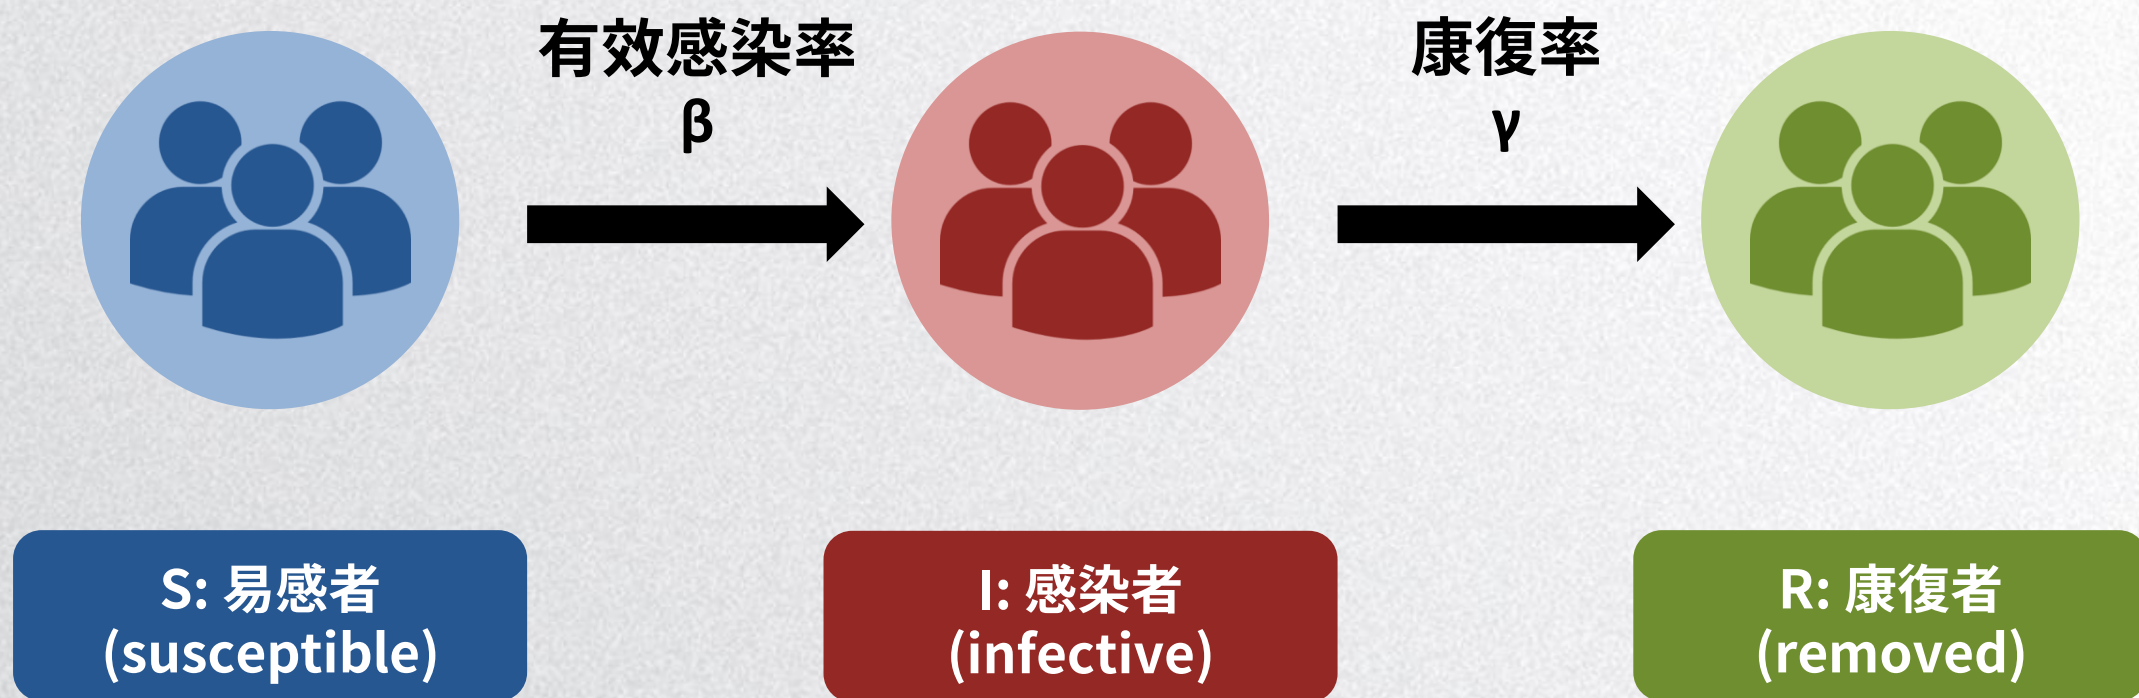 有效感染率
β
康復率
γ
S: 易感者
(susceptible)
I: 感染者
(infective)
R: 康復者
(removed)